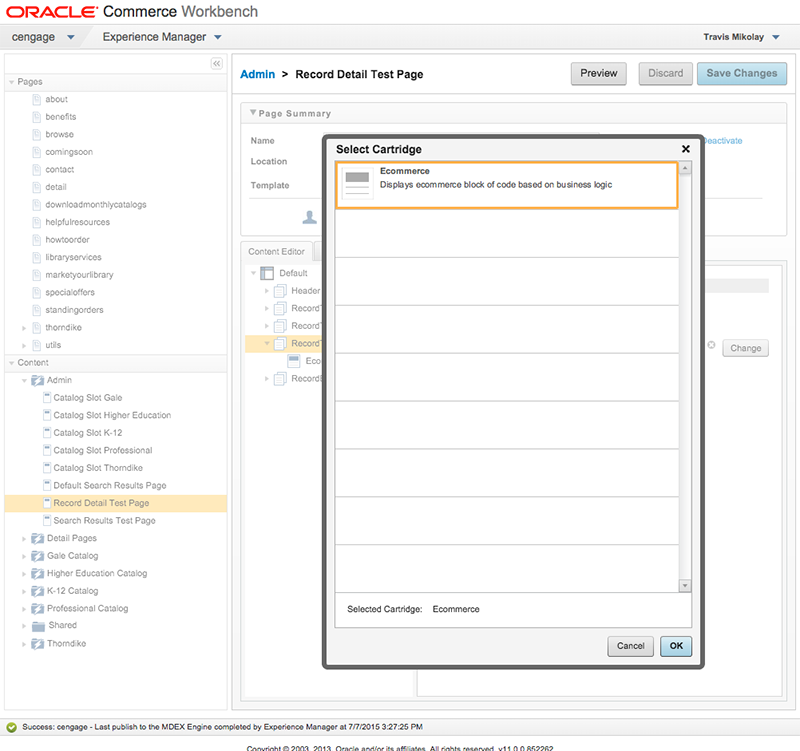 ORACLE Commerce Workbench
cengage Experience Manager Travis Mikolay
Pages
about
benefits
browse
comingsoon
contact
detail
downloadmonthlycatalogs
helpfulresources
howtoorder
libraryservices
marketyourlibrary
specialoffers
standingorders
thorndike
utils
Content
Admin
Catalog Slot Gale
Catalog Slot Higher Education
Catalog Slot K-12
Catalog Slot Professional
Catalog Slot Thorndike
Default Search Results Page
Record Detail Test Page
Search Results Test Page
Detail Pages
Gale Catalog
Higher Education Catalog
K-12 Catalog
Professional Catalog
Shared
Thorndike
Admin > Record Detail Test Page
Preview Discard Save Changes
Page Summary
Name
Location
Template
Deactivate
Content Editor
Default
Header
Record
Record
Record
Eco
Record
Change
Select Cartridge
Ecommerce
Displays ecommerce block of code based on business logic
Selected Cartridge: Ecommerce
Cancel OK
Success: cengage - Last publish to the MDEX Engine completed by Experience Manager at 7/7/2015 3:27:25 PM
Copyright © 2003, 2013, Oracle and/or its affiliates. All rights reserved. v11.0.0.852262